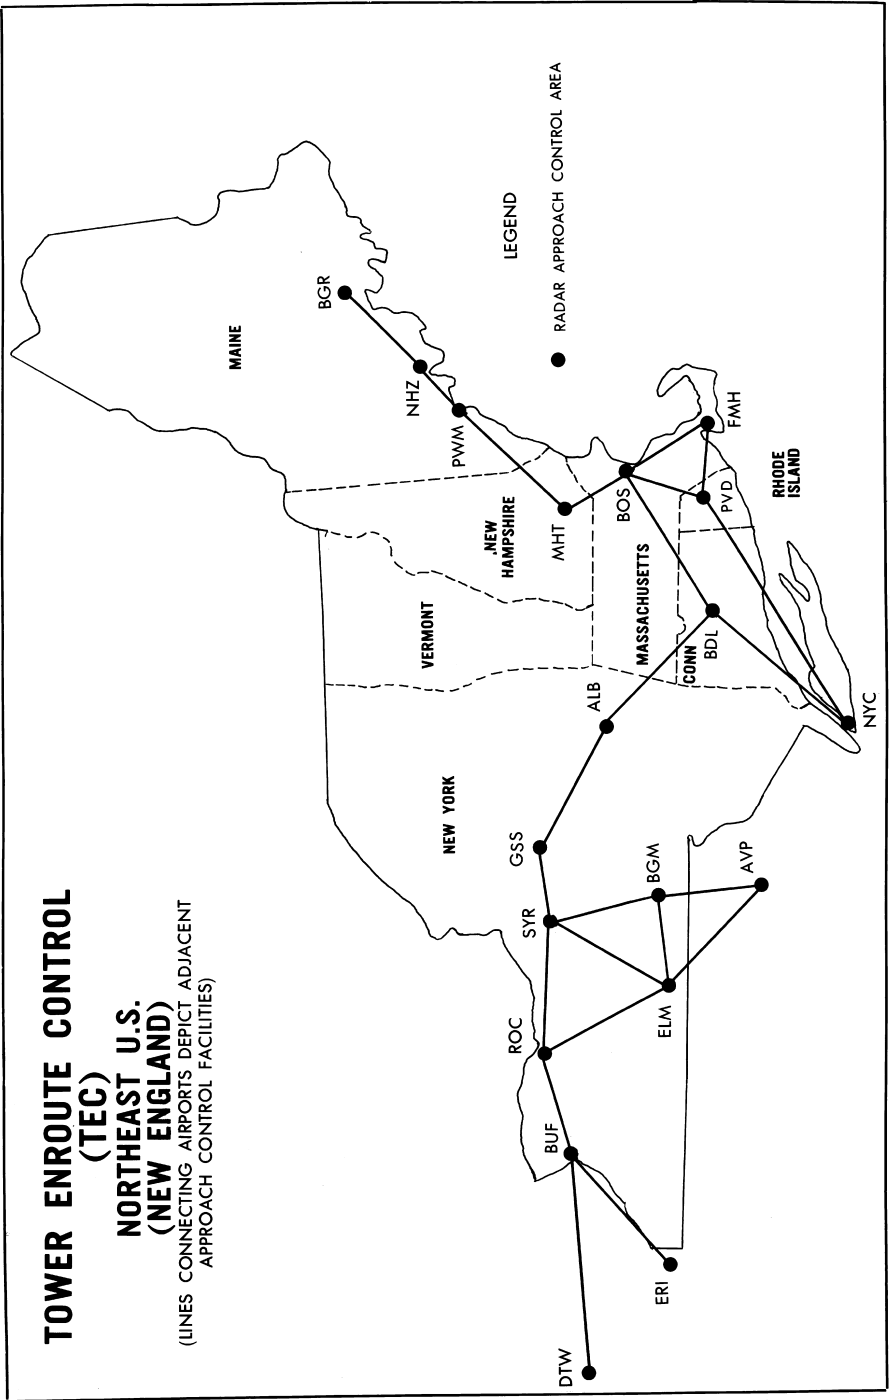 TOWER ENROUTE CONTROL
(TEC)
NORTHEAST U.S.
(NEW ENGLAND)
(LINES CONNECTING AIRPORTS DEPICT ADJACENT
APPROACH CONTROL FACILITIES)
MAINE
BGR
NHZ
PWM
LEGEND
RADAR APPROACH CONTROL AREA
VERMONT
.NEW
HAMPSHIRE
MHT
BOS
FMH
PVD
RHODE
ISLAND
MASSACHUSETTS
CONN
BDL
ALB
NYC
NEW YORK
GSS
SYR
BGM
AVP
ROC
ELM
BUF
ERI
DTW